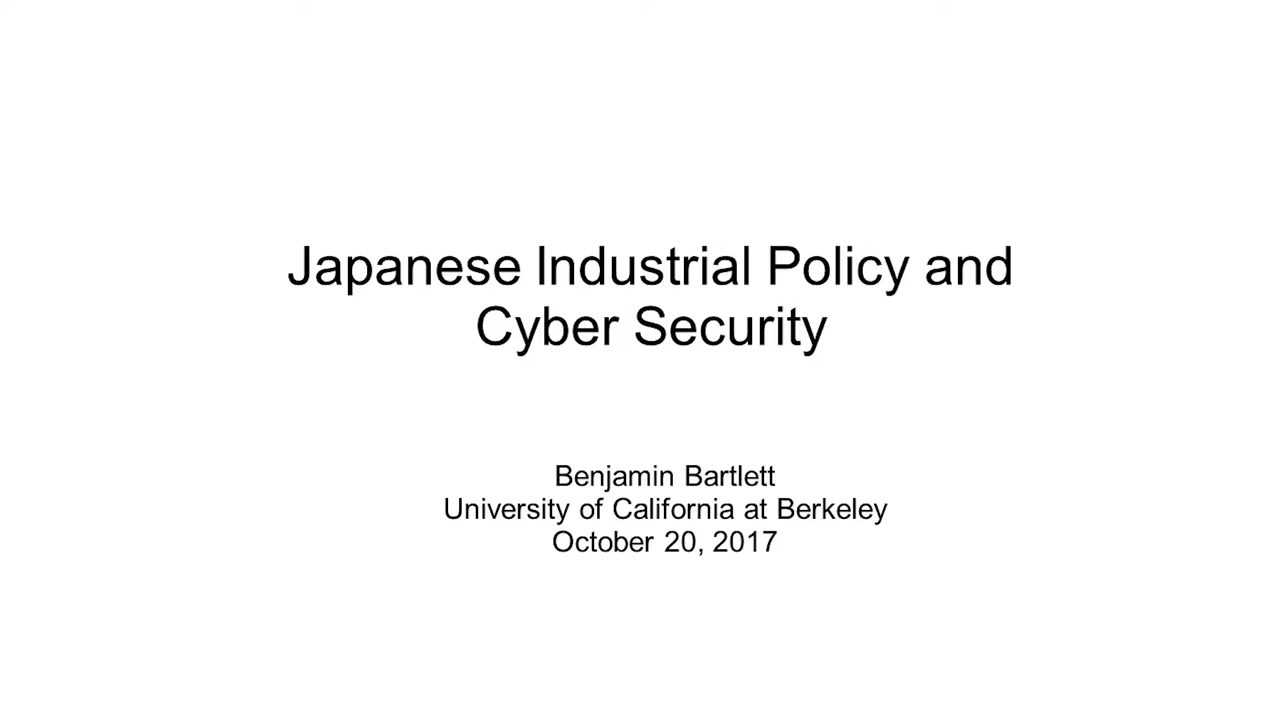 Japanese Industrial Policy and
Cyber Security
Benjamin Bartlett
University of California at Berkeley
October 20, 2017